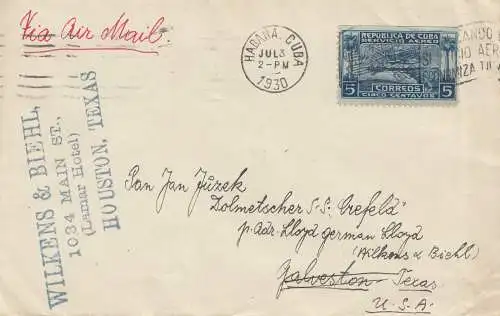 Via Air Mail.
HABANA, CUBA
JUL 3
2-PM
1930
REPUBLICA DE CUBA
SERVICIO AEREO
CORREOS
5 CINCO CENTAVOS 5
WILKENS & BIEHL,
1034 MAIN ST.,
(Lamar Hotel)
HOUSTON, TEXAS
Pan Jan Jůzek
Dolmetscher S.S. "Crefeld"
p. Adr. Lloyd german Lloyd
(Wilkens & Biehl)
Galveston Texas
U.S.A.